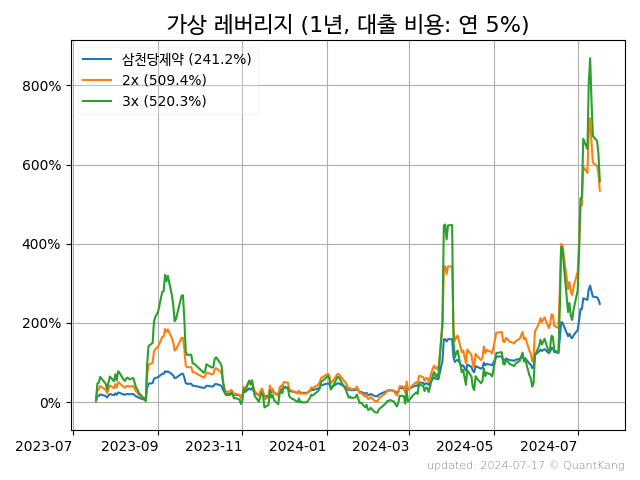 가상 레버리지 (1년, 대출 비용: 연 5%)
삼천당제약 (241.2%)
2x (509.4%)
3x (520.3%)
800%
600%
400%
200%
0%
2023-07 2023-09 2023-11 2024-01 2024-03 2024-05 2024-07
updated: 2024-07-17 © QuantKang